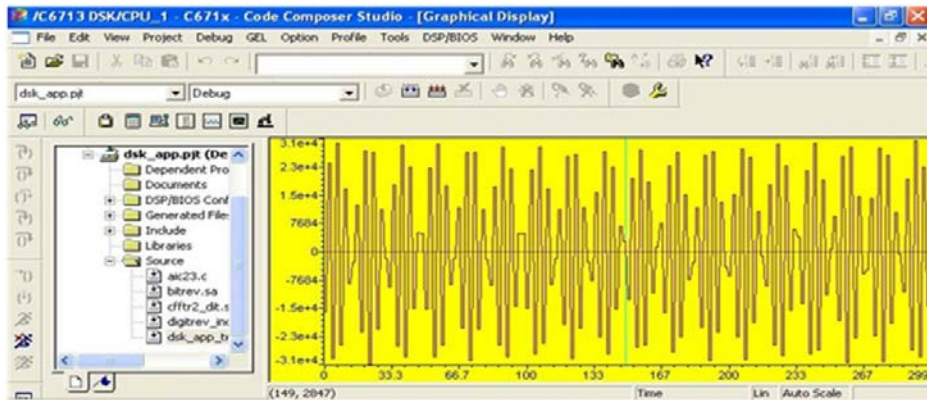 /C6713 DSK/CPU_1 - C671x - Code Composer Studio - [Graphical Display]
File Edit View Project Debug GEL Option Profile Tools DSP/BIOS Window Help
dsk_app.pjt Debug
dsk_app.pjt (De
Dependent Pro
Documents
DSP/BIOS Conf
Generated File
Include
Libraries
Source
aic23.c
bitrev.sa
cfftr2_dit.s
digitrev_in
dsk_app_t
3.1e+4
2.3e+4
1.5e+4
7684
0
-7684
-1.5e+4
-2.3e+4
-3.1e+4
0 33.3 66.7 100 133 167 200 233 267 299
(149, 2847) Time Lin Auto Scale